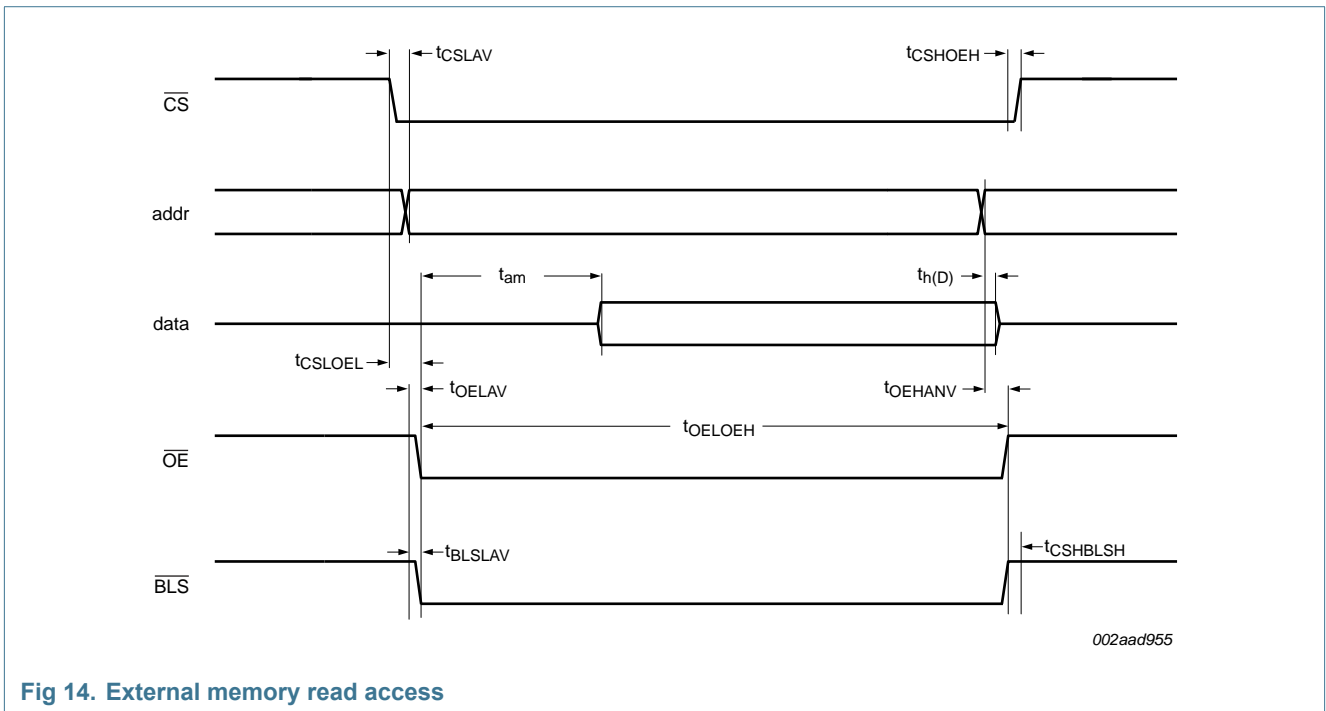 tCSLAV
tCSHOEH
CS
addr
tam
th(D)
data
tCSLOEL
tOELAV
tOEHANV
tOELOEH
OE
tBLSLAV
tCSHBLSH
BLS
002aad955
Fig 14. External memory read access